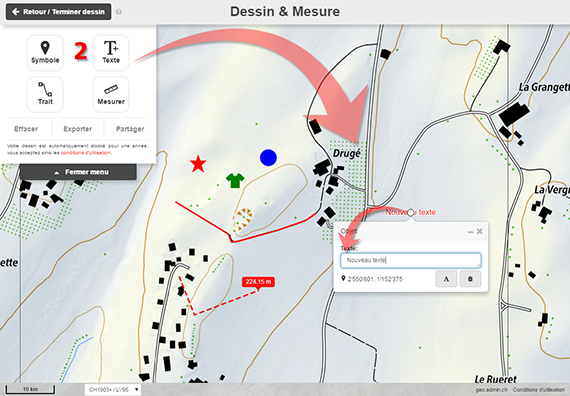 Retour / Terminer dessin
Dessin & Mesure
Symbole
2
T+
Texte
Trait
Mesurer
Effacer
Exporter
Partager
Votre dessin est automatiquement stocké pour une année.
vous acceptez ainsi les conditions d'utilisation.
Fermer menu
La Grangett
Drugé
La Verg
Nouveau texte
Objet
Texte:
Nouveau texte
2'550'801, 1'152'375
A
ette
224.15 m
Le Rueret
10 km
CH1903+ / LV95
geo.admin.ch
Conditions d'utilisation